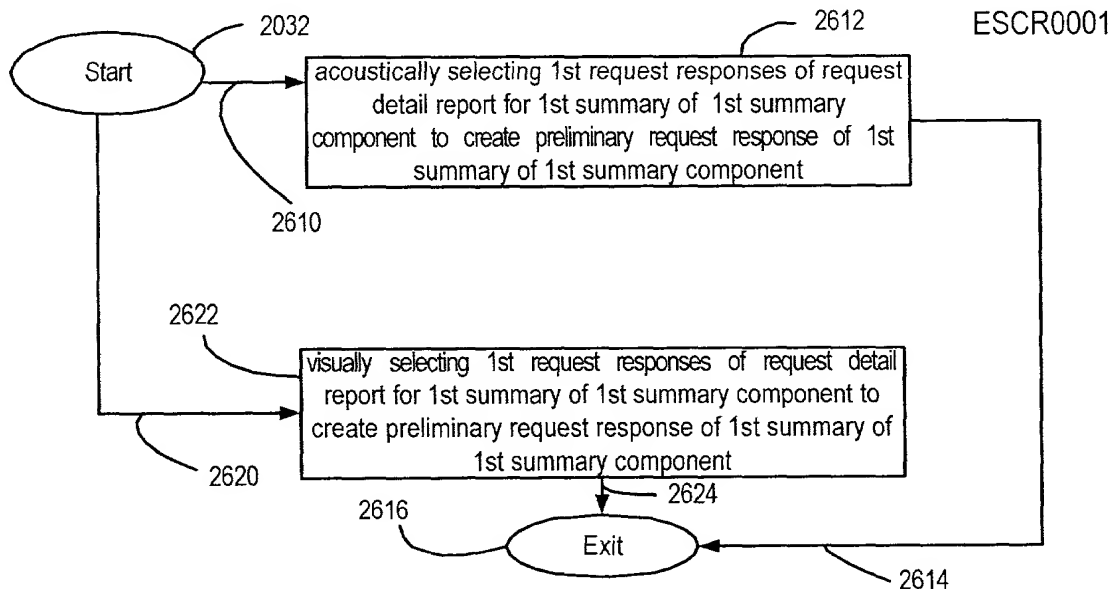 ESCR0001
2032
2612
Start
acoustically selecting 1st request responses of request
detail report for 1st summary of 1st summary
component to create preliminary request response of 1st
summary of 1st summary component
2610
2622
visually selecting 1st request responses of request detail
report for 1st summary of 1st summary component to
create preliminary request response of 1st summary of
1st summary component
2620
2624
2616
Exit
2614